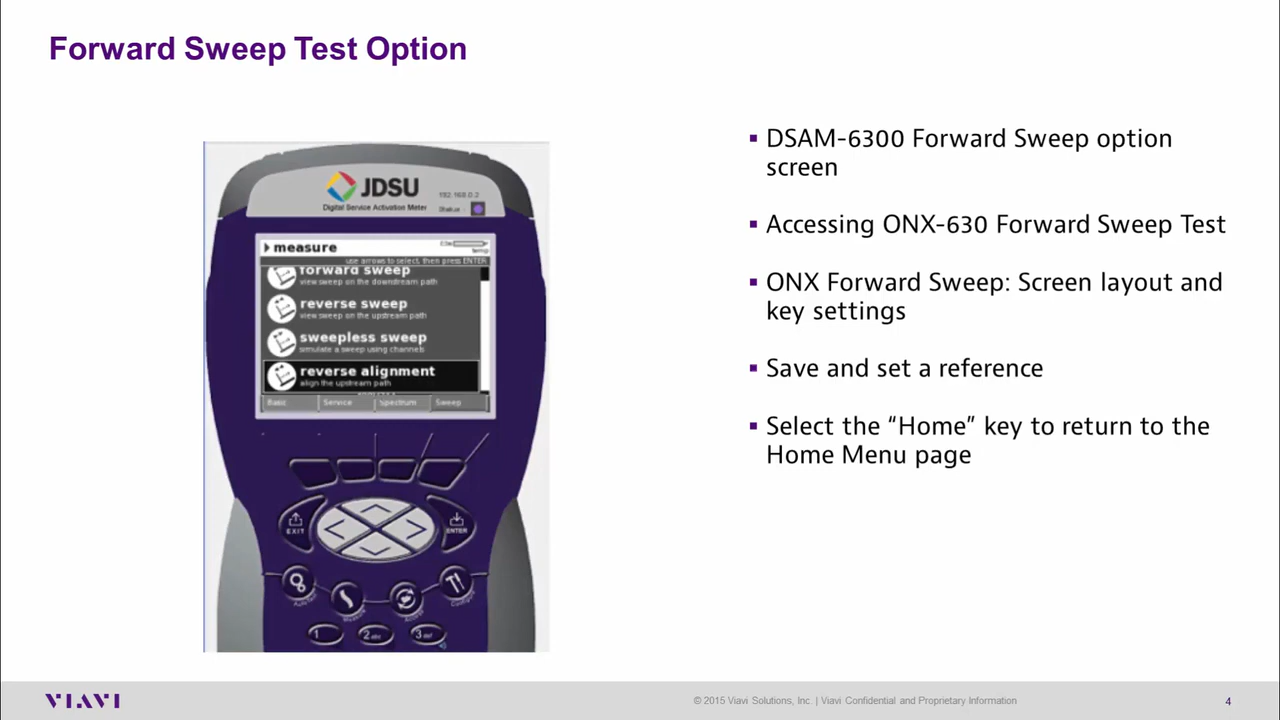 Forward Sweep Test Option
JDSU
192.168.0.2
Digital Service Activation Meter
Status
measure
temp
use arrows to select, then press ENTER
forward sweep
view sweep on the downstream path
reverse sweep
view sweep on the upstream path
sweepless sweep
simulate a sweep using channels
reverse alignment
align the upstream path
Basic Service Spectrum Sweep
EXIT
ENTER
1 2 abc 3 def
▪ DSAM-6300 Forward Sweep option
screen
▪ Accessing ONX-630 Forward Sweep Test
▪ ONX Forward Sweep: Screen layout and
key settings
▪ Save and set a reference
▪ Select the “Home” key to return to the
Home Menu page
VIAVI
© 2015 Viavi Solutions, Inc. | Viavi Confidential and Proprietary Information
4